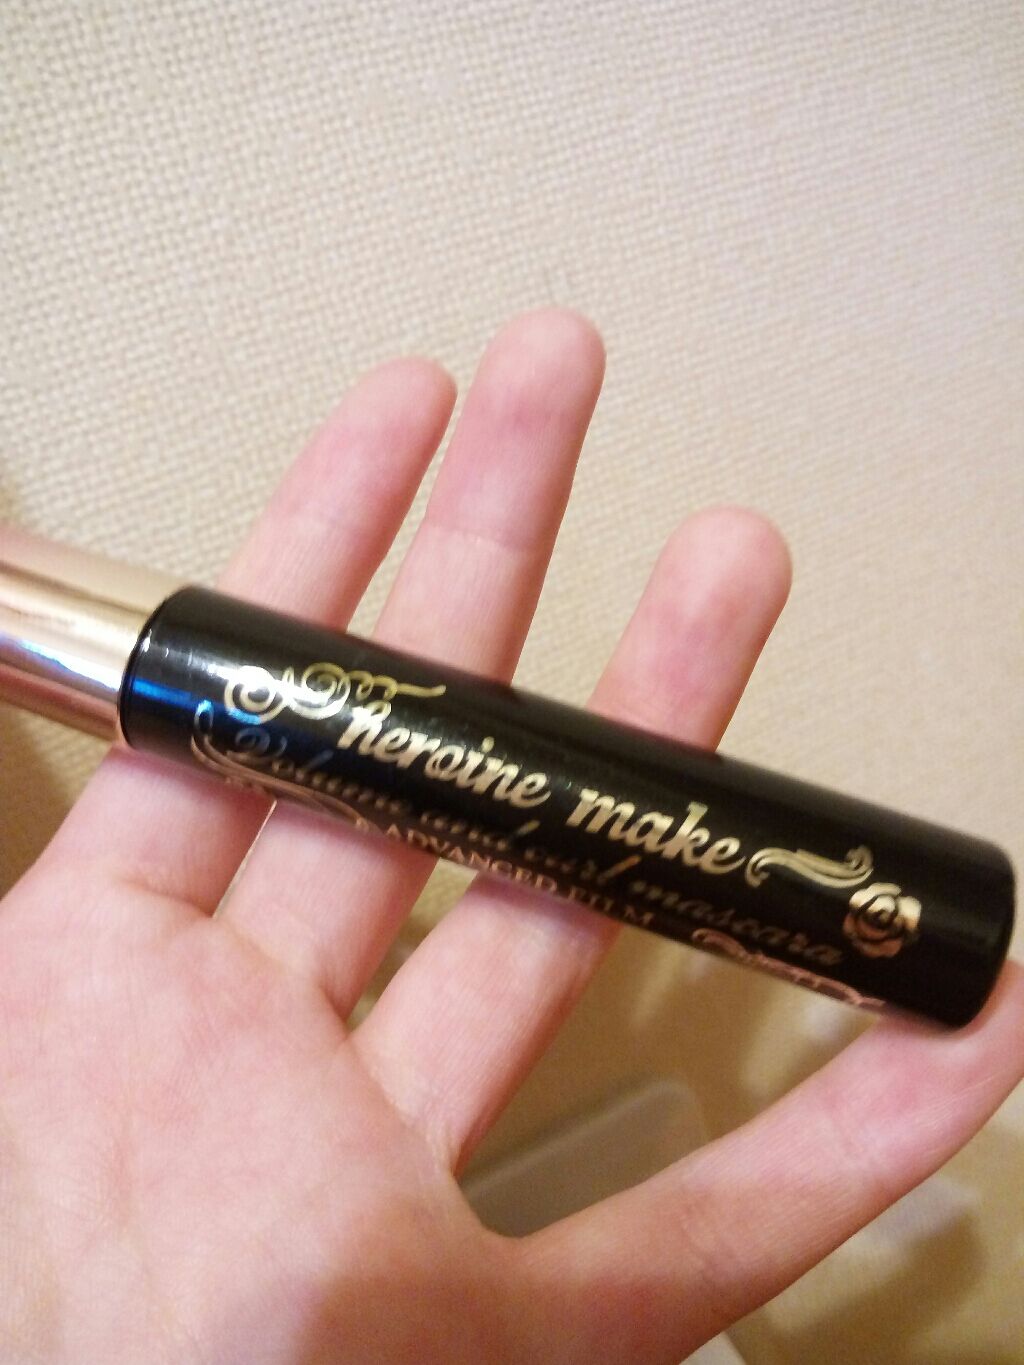 heroine make
Volume and curl mascara
ADVANCED FILM